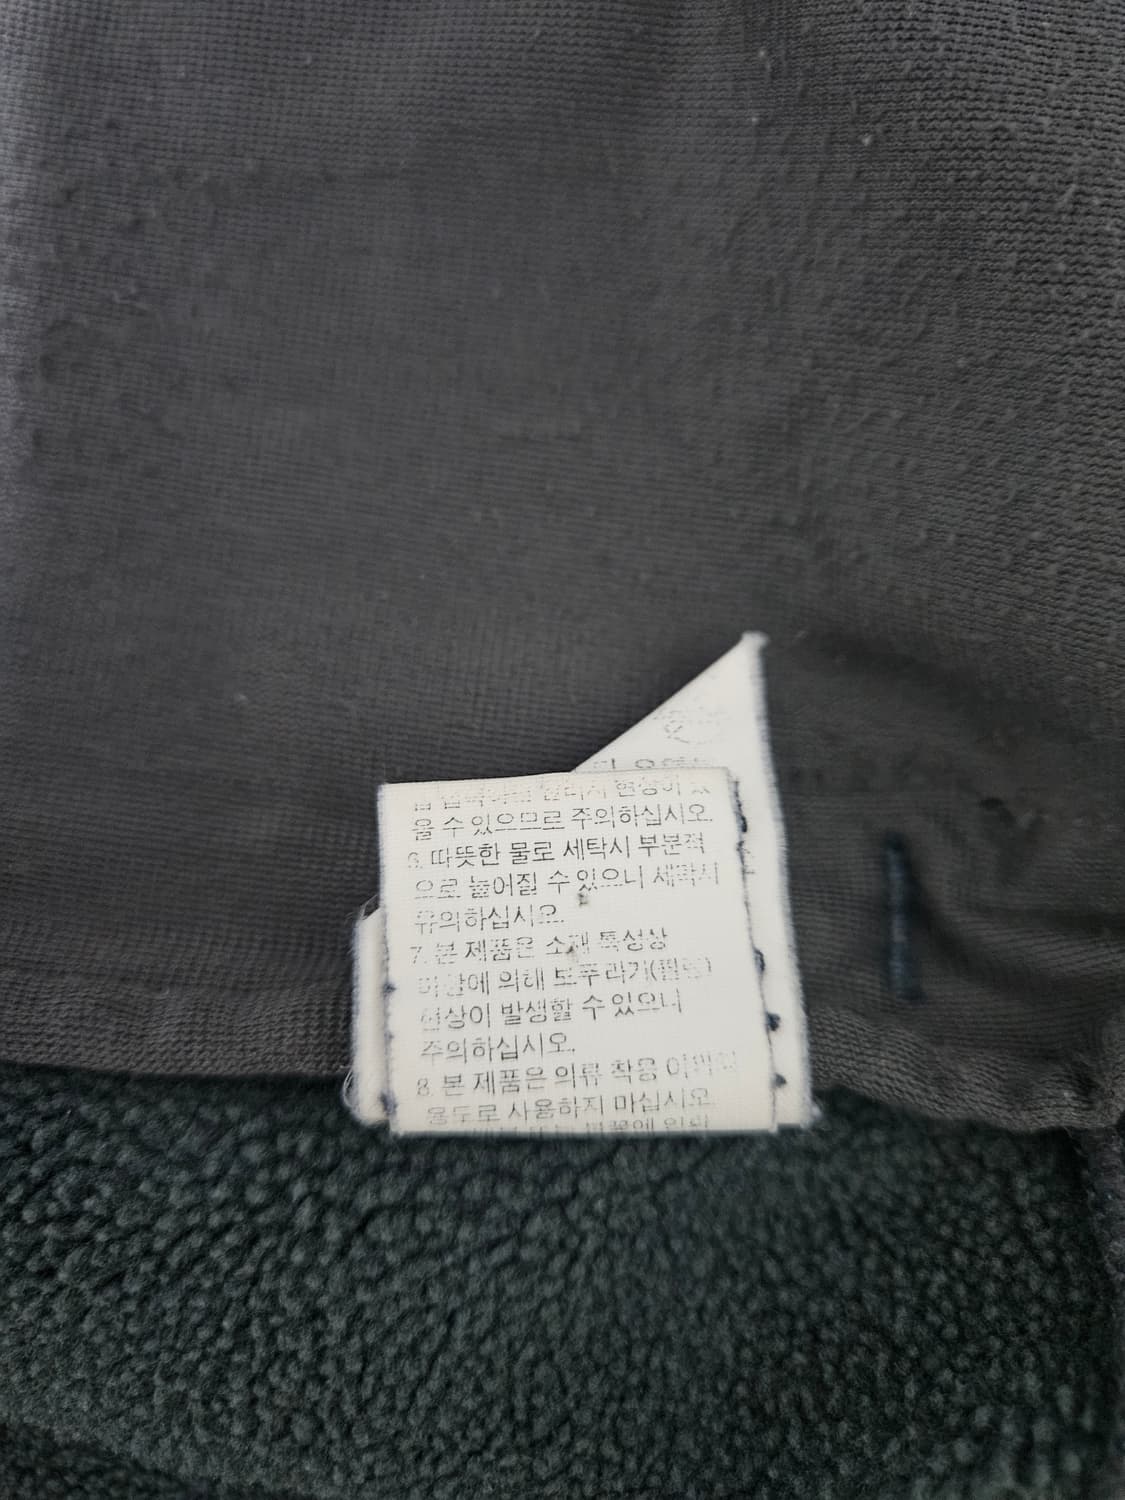 현상이
울 수 있으므로 주의하십시오.
6. 따뜻한 물로 세탁시 부분적
으로 늘어질 수 있으니 세탁시
유의하십시오.
7. 본 제품은 소재 특성상
마찰에 의해 보푸라기(필링)
현상이 발생할 수 있으니
주의하십시오.
8. 본 제품은 의류 착용 이외의
용도로 사용하지 마십시오.